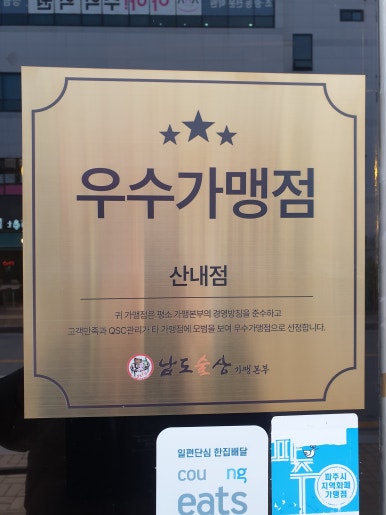 우수가맹점
산내점
귀 가맹점은 평소 가맹본부의 경영방침을 준수하고
고객만족과 QSC관리가 타 가맹점에 모범을 보여 우수가맹점으로 선정합니다.
남도술상 가맹본부
일편단심 한집배달
coupang
eats
파주
파주시
지역화폐
가맹점